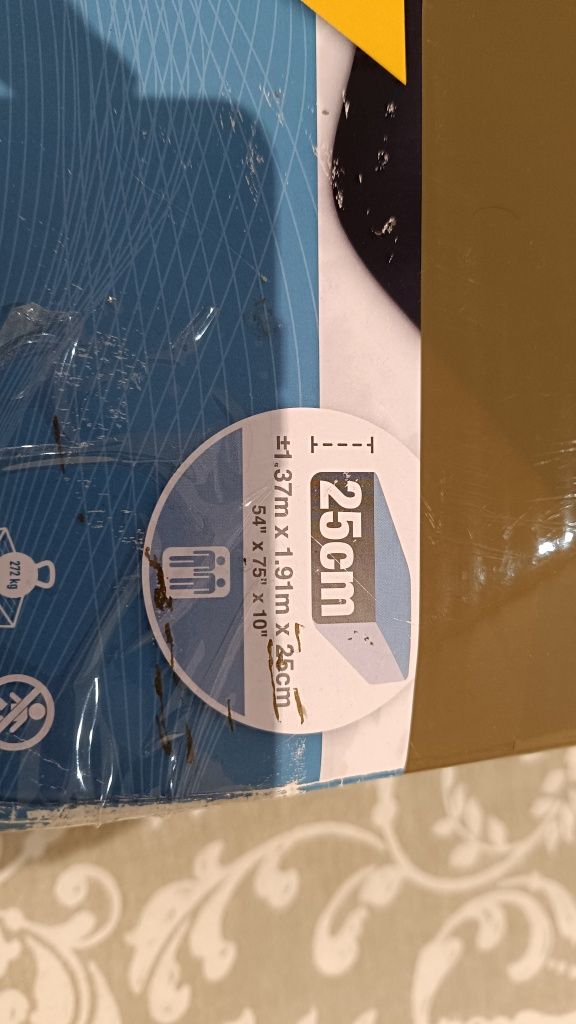 25cm
±1.37m x 1.91m x 25cm
54" x 75" x 10"
272 kg